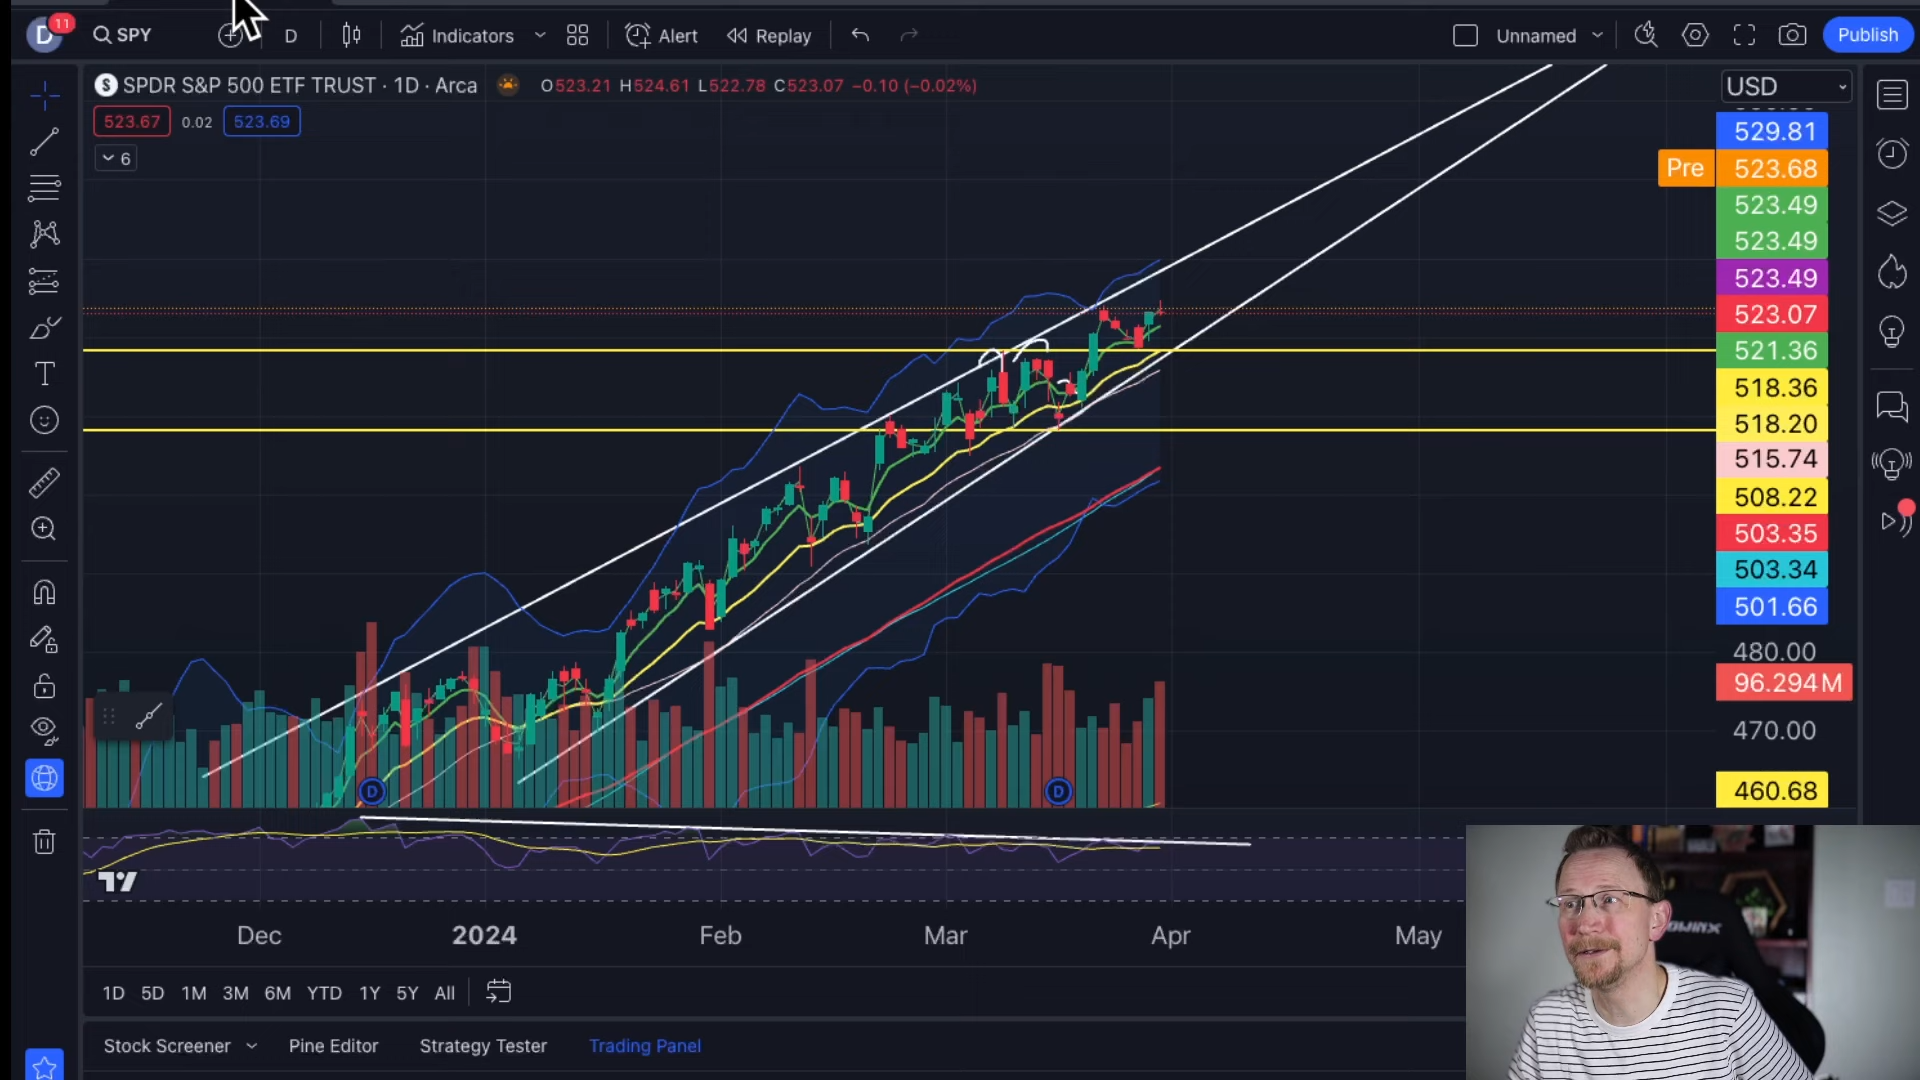 D 11 SPY D Indicators Alert Replay Unnamed Publish
S SPDR S&P 500 ETF TRUST · 1D · Arca O523.21 H524.61 L522.78 C523.07 −0.10 (−0.02%)
USD
523.67 0.02 523.69
6
529.81
Pre 523.68
523.49
523.49
523.49
523.07
521.36
518.36
518.20
515.74
508.22
503.35
503.34
501.66
480.00
96.294M
470.00
460.68
D D
Dec 2024 Feb Mar Apr May
1D 5D 1M 3M 6M YTD 1Y 5Y All
Stock Screener Pine Editor Strategy Tester Trading Panel